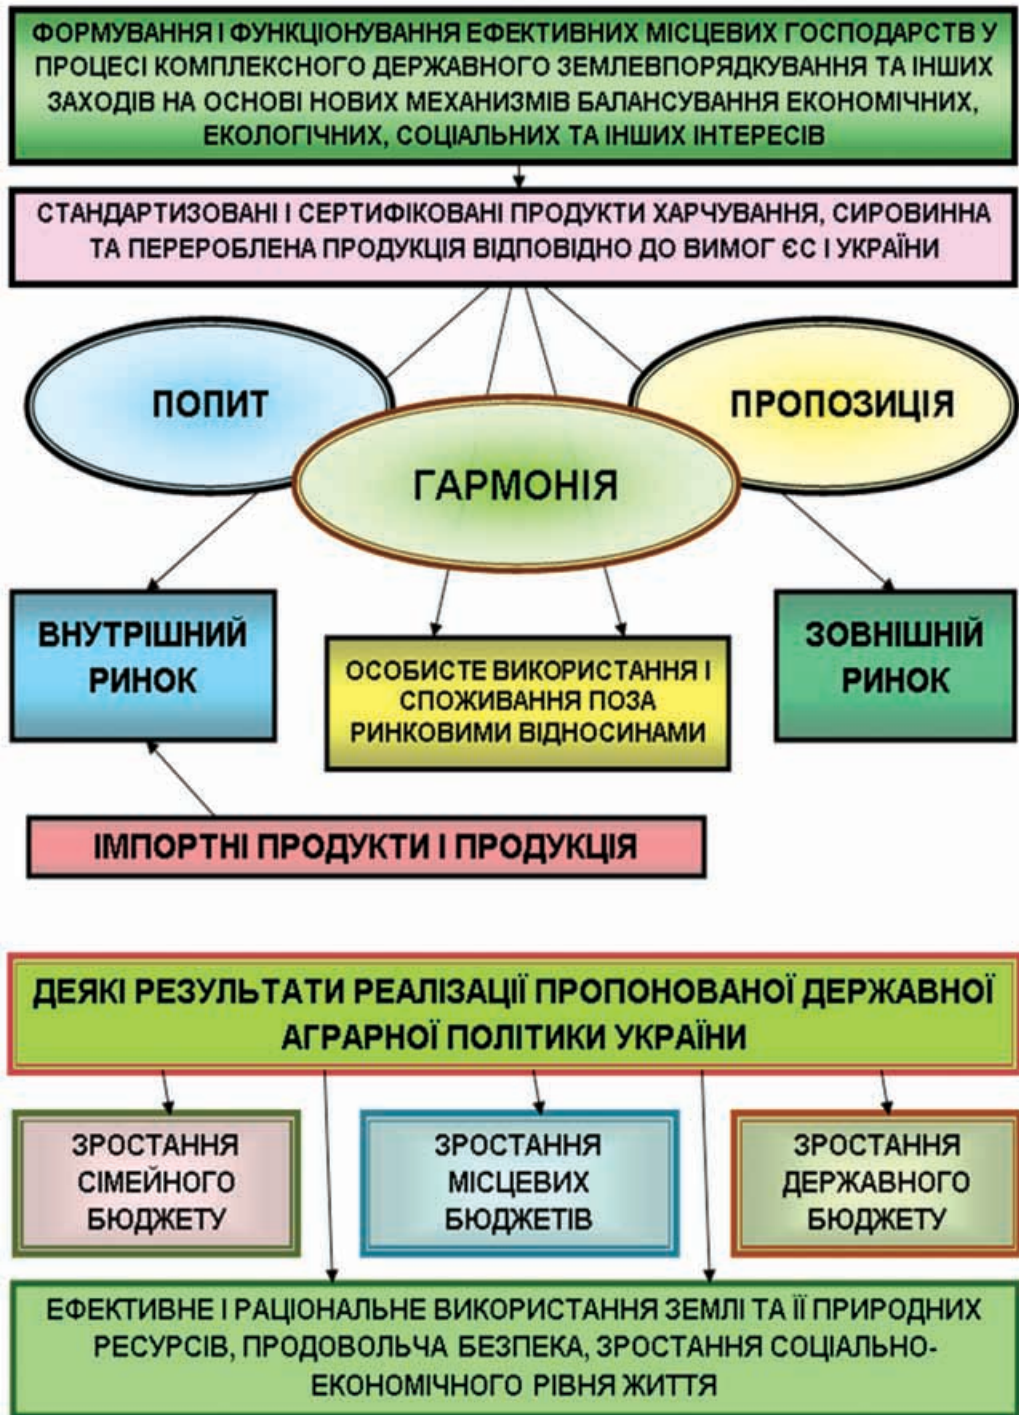 ФОРМУВАННЯ І ФУНКЦІОНУВАННЯ ЕФЕКТИВНИХ МІСЦЕВИХ ГОСПОДАРСТВ У
ПРОЦЕСІ КОМПЛЕКСНОГО ДЕРЖАВНОГО ЗЕМЛЕВПОРЯДКУВАННЯ ТА ІНШИХ
ЗАХОДІВ НА ОСНОВІ НОВИХ МЕХАНІЗМІВ БАЛАНСУВАННЯ ЕКОНОМІЧНИХ,
ЕКОЛОГІЧНИХ, СОЦІАЛЬНИХ ТА ІНШИХ ІНТЕРЕСІВ
СТАНДАРТИЗОВАНІ І СЕРТИФІКОВАНІ ПРОДУКТИ ХАРЧУВАННЯ, СИРОВИННА
ТА ПЕРЕРОБЛЕНА ПРОДУКЦІЯ ВІДПОВІДНО ДО ВИМОГ ЄС І УКРАЇНИ
ПОПИТ
ПРОПОЗИЦІЯ
ГАРМОНІЯ
ВНУТРІШНИЙ
РИНОК
ОСОБИСТЕ ВИКОРИСТАННЯ І
СПОЖИВАННЯ ПОЗА
РИНКОВИМИ ВІДНОСИНАМИ
ЗОВНІШНІЙ
РИНОК
ІМПОРТНІ ПРОДУКТИ І ПРОДУКЦІЯ
ДЕЯКІ РЕЗУЛЬТАТИ РЕАЛІЗАЦІЇ ПРОПОНОВАНОЇ ДЕРЖАВНОЇ
АГРАРНОЇ ПОЛІТИКИ УКРАЇНИ
ЗРОСТАННЯ
СІМЕЙНОГО
БЮДЖЕТУ
ЗРОСТАННЯ
МІСЦЕВИХ
БЮДЖЕТІВ
ЗРОСТАННЯ
ДЕРЖАВНОГО
БЮДЖЕТУ
ЕФЕКТИВНЕ І РАЦІОНАЛЬНЕ ВИКОРИСТАННЯ ЗЕМЛІ ТА ЇЇ ПРИРОДНИХ
РЕСУРСІВ, ПРОДОВОЛЬЧА БЕЗПЕКА, ЗРОСТАННЯ СОЦІАЛЬНО-
ЕКОНОМІЧНОГО РІВНЯ ЖИТТЯ